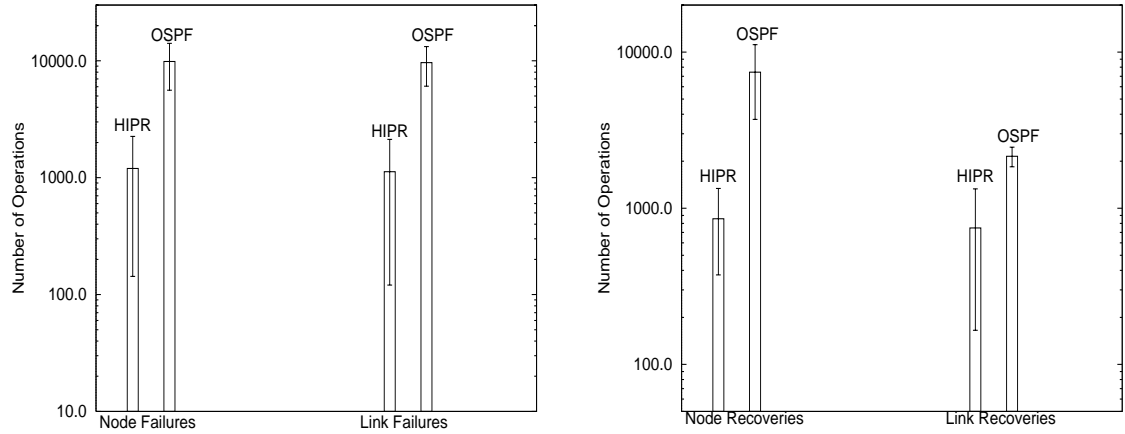 OSPF
OSPF
10000.0
HIPR
HIPR
1000.0
Number of Operations
100.0
10.0
Node Failures
Link Failures
OSPF
10000.0
OSPF
HIPR
HIPR
1000.0
Number of Operations
100.0
Node Recoveries
Link Recoveries